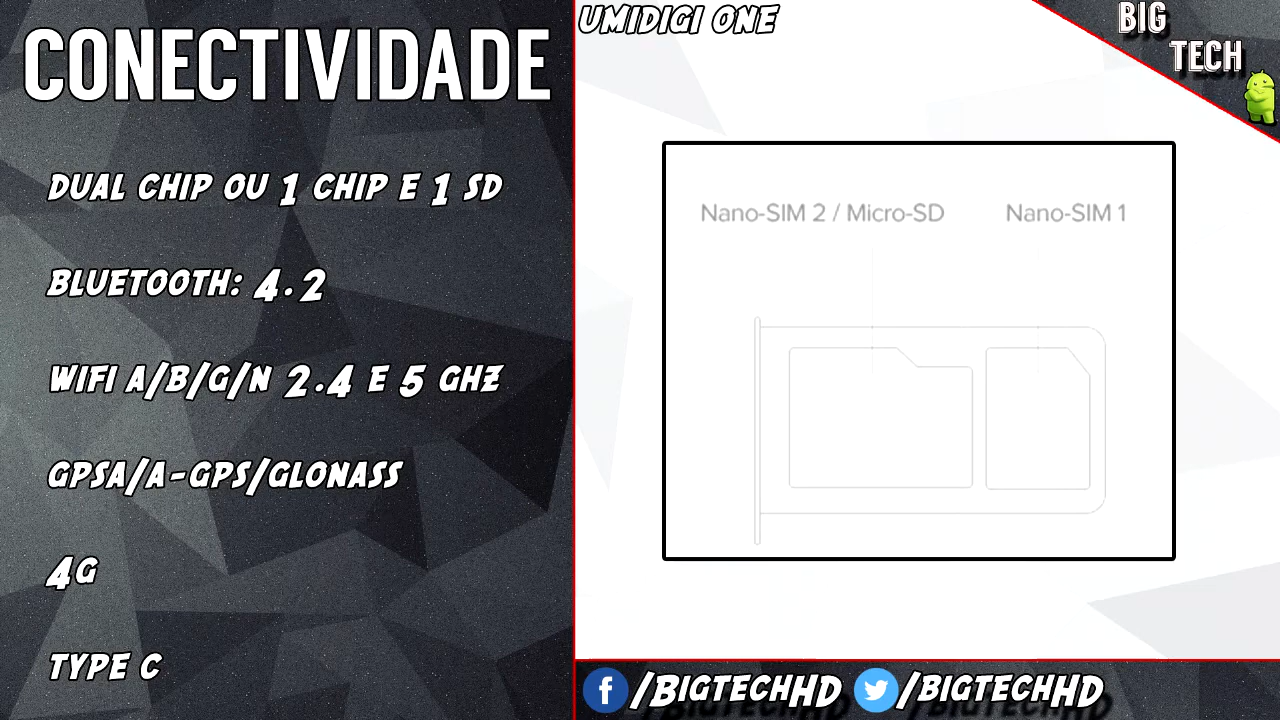 CONECTIVIDADE
DUAL CHIP OU 1 CHIP E 1 SD
BLUETOOTH: 4.2
WIFI A/B/G/N 2.4 E 5 GHZ
GPSA/A-GPS/GLONASS
4G
TYPE C
UMIDIGI ONE
BIG
TECH
Nano-SIM 2 / Micro-SD
Nano-SIM 1
/BIGTECHHD
/BIGTECHHD